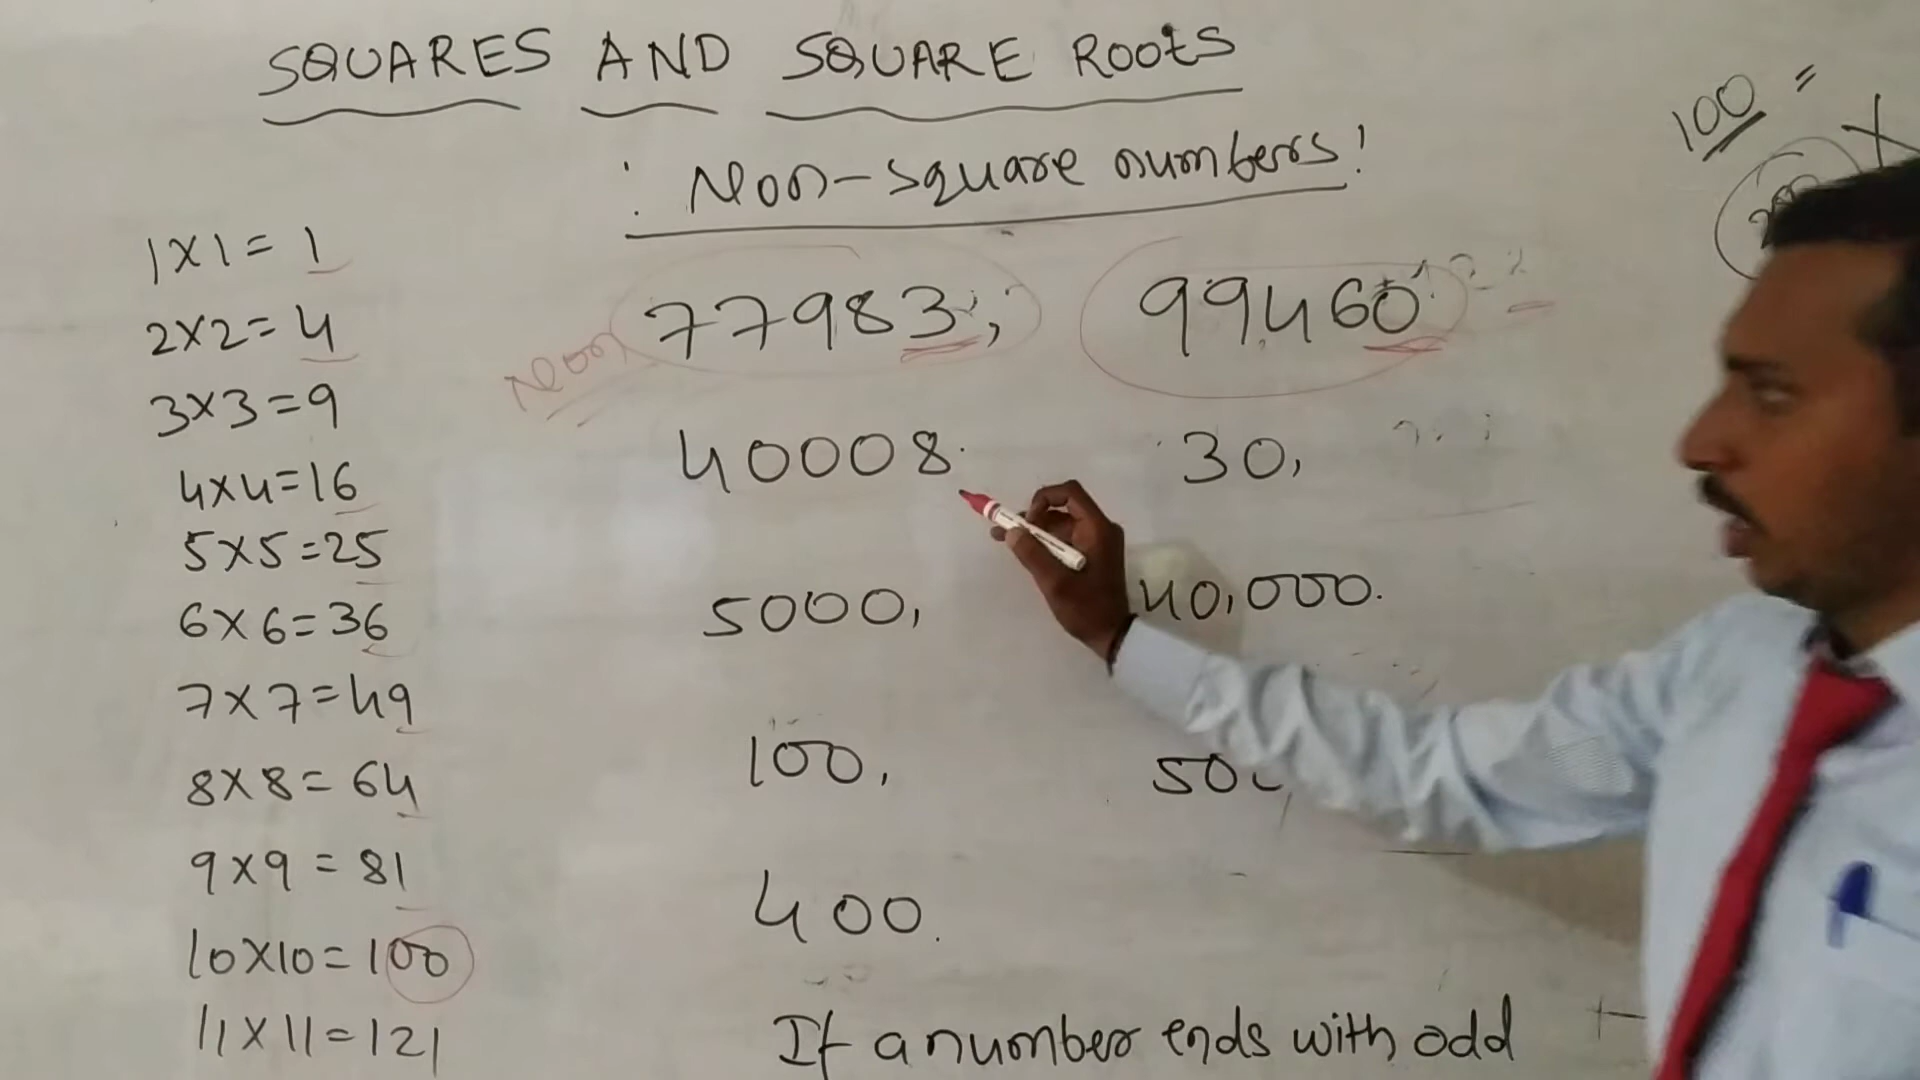 SQUARES AND SQUARE ROOTS
: Non-square numbers!
100 =
1X1= 1
2X2= 4
3X3=9
4X4=16
5X5=25
6X6=36
7X7=49
8X8= 64
9X9 = 81
10X10=100
11X11=121
Non
77983, 99460
40008. 30,
5000, 40,000.
100, 50
400.
If a number ends with odd